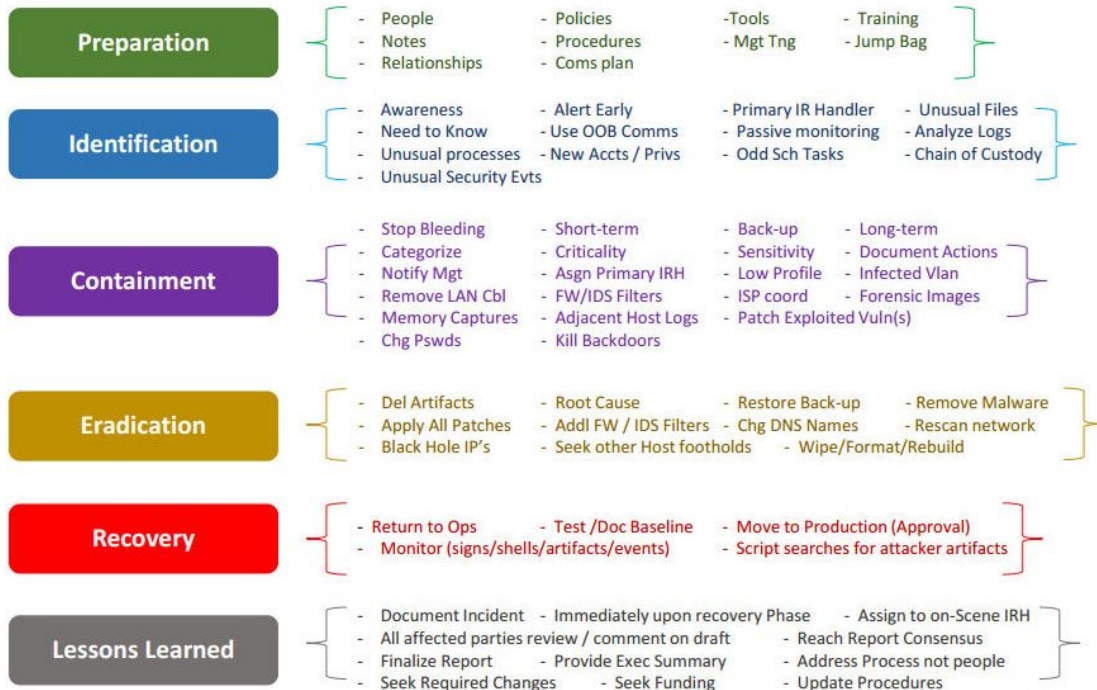 Preparation
- People - Policies -Tools - Training
- Notes - Procedures - Mgt Tng - Jump Bag
- Relationships - Coms plan
Identification
- Awareness - Alert Early - Primary IR Handler - Unusual Files
- Need to Know - Use OOB Comms - Passive monitoring - Analyze Logs
- Unusual processes - New Accts / Privs - Odd Sch Tasks - Chain of Custody
- Unusual Security Evts
Containment
- Stop Bleeding - Short-term - Back-up - Long-term
- Categorize - Criticality - Sensitivity - Document Actions
- Notify Mgt - Asgn Primary IRH - Low Profile - Infected Vlan
- Remove LAN Cbl - FW/IDS Filters - ISP coord - Forensic Images
- Memory Captures - Adjacent Host Logs - Patch Exploited Vuln(s)
- Chg Pswds - Kill Backdoors
Eradication
- Del Artifacts - Root Cause - Restore Back-up - Remove Malware
- Apply All Patches - Addl FW / IDS Filters - Chg DNS Names - Rescan network
- Black Hole IP's - Seek other Host footholds - Wipe/Format/Rebuild
Recovery
- Return to Ops - Test /Doc Baseline - Move to Production (Approval)
- Monitor (signs/shells/artifacts/events) - Script searches for attacker artifacts
Lessons Learned
- Document Incident - Immediately upon recovery Phase - Assign to on-Scene IRH
- All affected parties review / comment on draft - Reach Report Consensus
- Finalize Report - Provide Exec Summary - Address Process not people
- Seek Required Changes - Seek Funding - Update Procedures